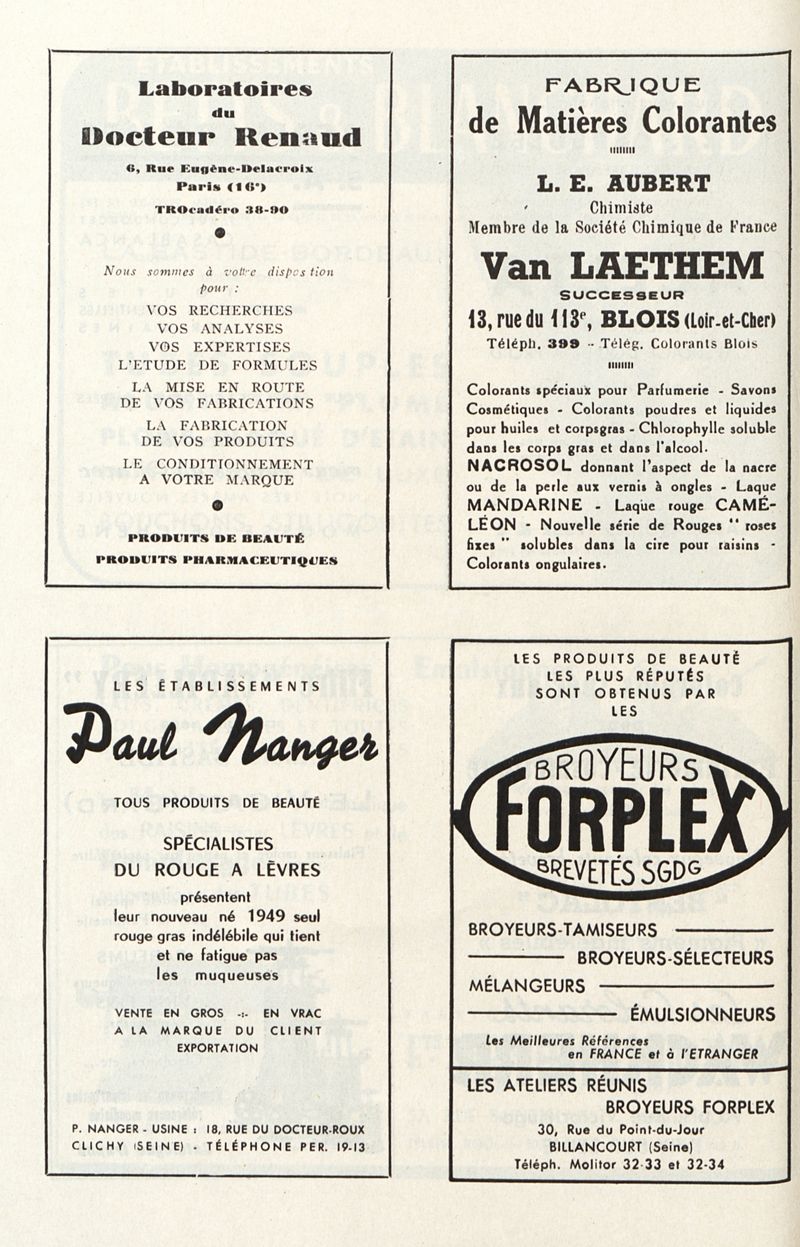 Laboratoires
du
Docteur Renaud
6, Rue Eugène-Delacroix
Paris (16ᵉ)
TROcadéro 38-90
Nous sommes à votre dispos tion
pour :
VOS RECHERCHES
VOS ANALYSES
VOS EXPERTISES
L'ETUDE DE FORMULES
LA MISE EN ROUTE
DE VOS FABRICATIONS
LA FABRICATION
DE VOS PRODUITS
LE CONDITIONNEMENT
A VOTRE MARQUE
PRODUITS DE BEAUTÉ
PRODUITS PHARMACEUTIQUES
FABRIQUE
de Matières Colorantes
L. E. AUBERT
Chimiste
Membre de la Société Chimique de France
Van LAETHEM
SUCCESSEUR
13, rue du 113ᵉ, BLOIS (Loir-et-Cher)
Téléph. 399 -- Télég. Colorants Blois
Colorants spéciaux pour Parfumerie - Savons
Cosmétiques - Colorants poudres et liquides
pour huiles et corpsgras - Chlorophylle soluble
dans les corps gras et dans l'alcool.
NACROSOL donnant l'aspect de la nacre
ou de la perle aux vernis à ongles - Laque
MANDARINE - Laque rouge CAMÉ-
LÉON - Nouvelle série de Rouges " roses
fixes " solubles dans la cire pour raisins -
Colorants ongulaires.
LES ÉTABLISSEMENTS
Paul Nanger
TOUS PRODUITS DE BEAUTÉ
SPÉCIALISTES
DU ROUGE A LÈVRES
présentent
leur nouveau né 1949 seul
rouge gras indélébile qui tient
et ne fatigue pas
les muqueuses
VENTE EN GROS -:- EN VRAC
A LA MARQUE DU CLIENT
EXPORTATION
P. NANGER - USINE : 18, RUE DU DOCTEUR-ROUX
CLICHY (SEINE) - TÉLÉPHONE PER. 19-13
LES PRODUITS DE BEAUTÉ
LES PLUS RÉPUTÉS
SONT OBTENUS PAR
LES
BROYEURS
FORPLEX
BREVETÉS SGDG
BROYEURS-TAMISEURS
BROYEURS-SÉLECTEURS
MÉLANGEURS
ÉMULSIONNEURS
Les Meilleures Références
en FRANCE et à l'ETRANGER
LES ATELIERS RÉUNIS
BROYEURS FORPLEX
30, Rue du Point-du-Jour
BILLANCOURT (Seine)
Téléph. Molitor 32-33 et 32-34